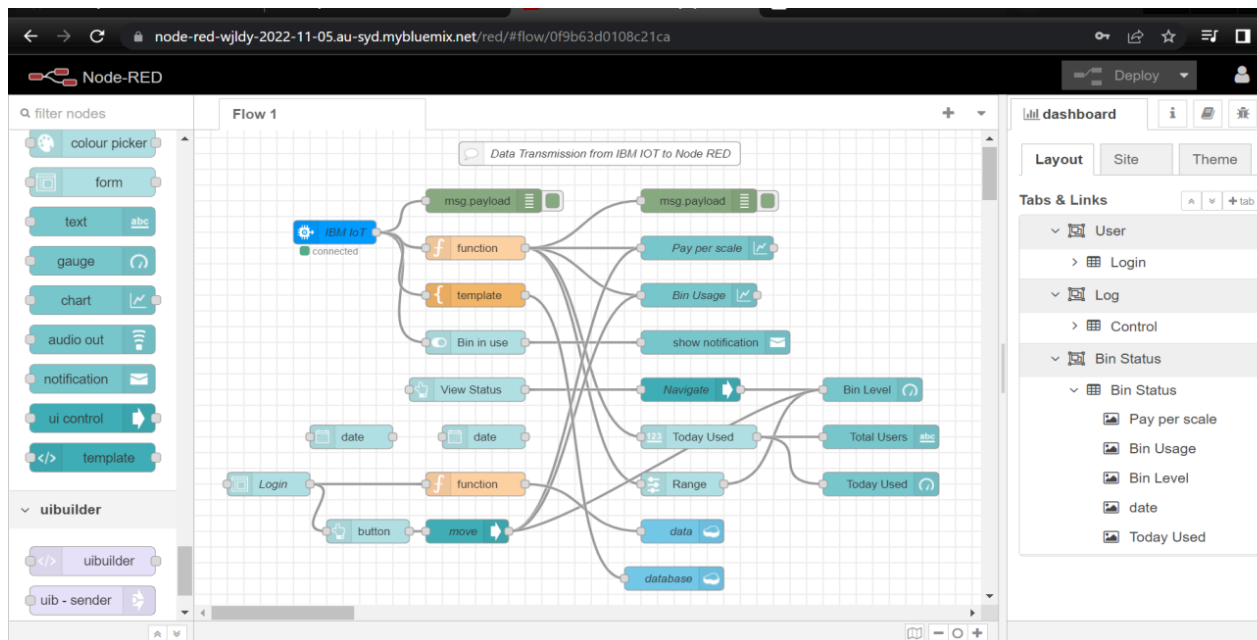 node-red-wjldy-2022-11-05.au-syd.mybluemix.net/red/#flow/0f9b63d0108c21ca
Node-RED
Deploy
filter nodes
colour picker
form
text
abc
gauge
chart
audio out
notification
ui control
</> template
uibuilder
</> uibuilder
uib - sender
Flow 1
Data Transmission from IBM IOT to Node RED
msg.payload
msg.payload
IBM IoT
connected
f function
Pay per scale
{ template
Bin Usage
Bin in use
show notification
View Status
Navigate
Bin Level
date
date
123 Today Used
Total Users abc
Login
f function
Range
Today Used
button
move
data
database
dashboard
i
Layout
Site
Theme
Tabs & Links
+ tab
User
Login
Log
Control
Bin Status
Bin Status
Pay per scale
Bin Usage
Bin Level
date
Today Used